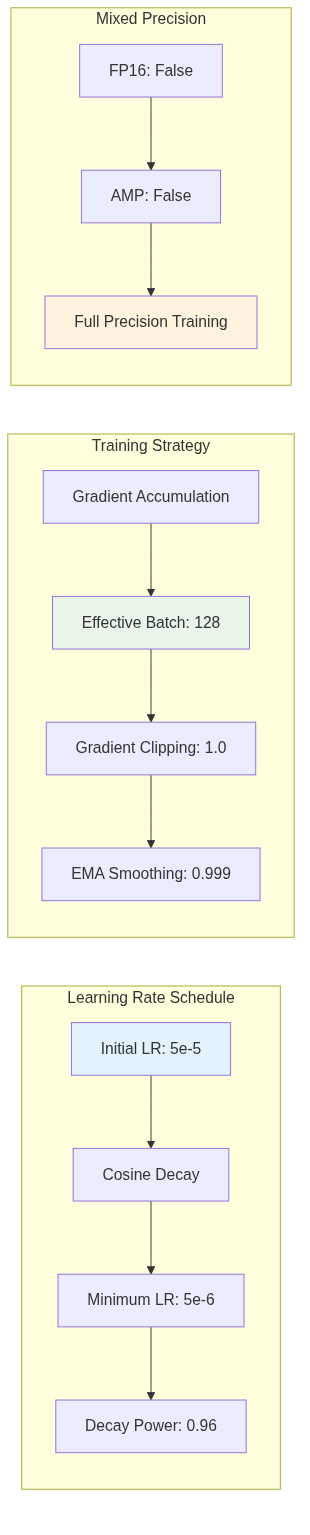 Mixed Precision
FP16: False
AMP: False
Full Precision Training
Training Strategy
Gradient Accumulation
Effective Batch: 128
Gradient Clipping: 1.0
EMA Smoothing: 0.999
Learning Rate Schedule
Initial LR: 5e-5
Cosine Decay
Minimum LR: 5e-6
Decay Power: 0.96